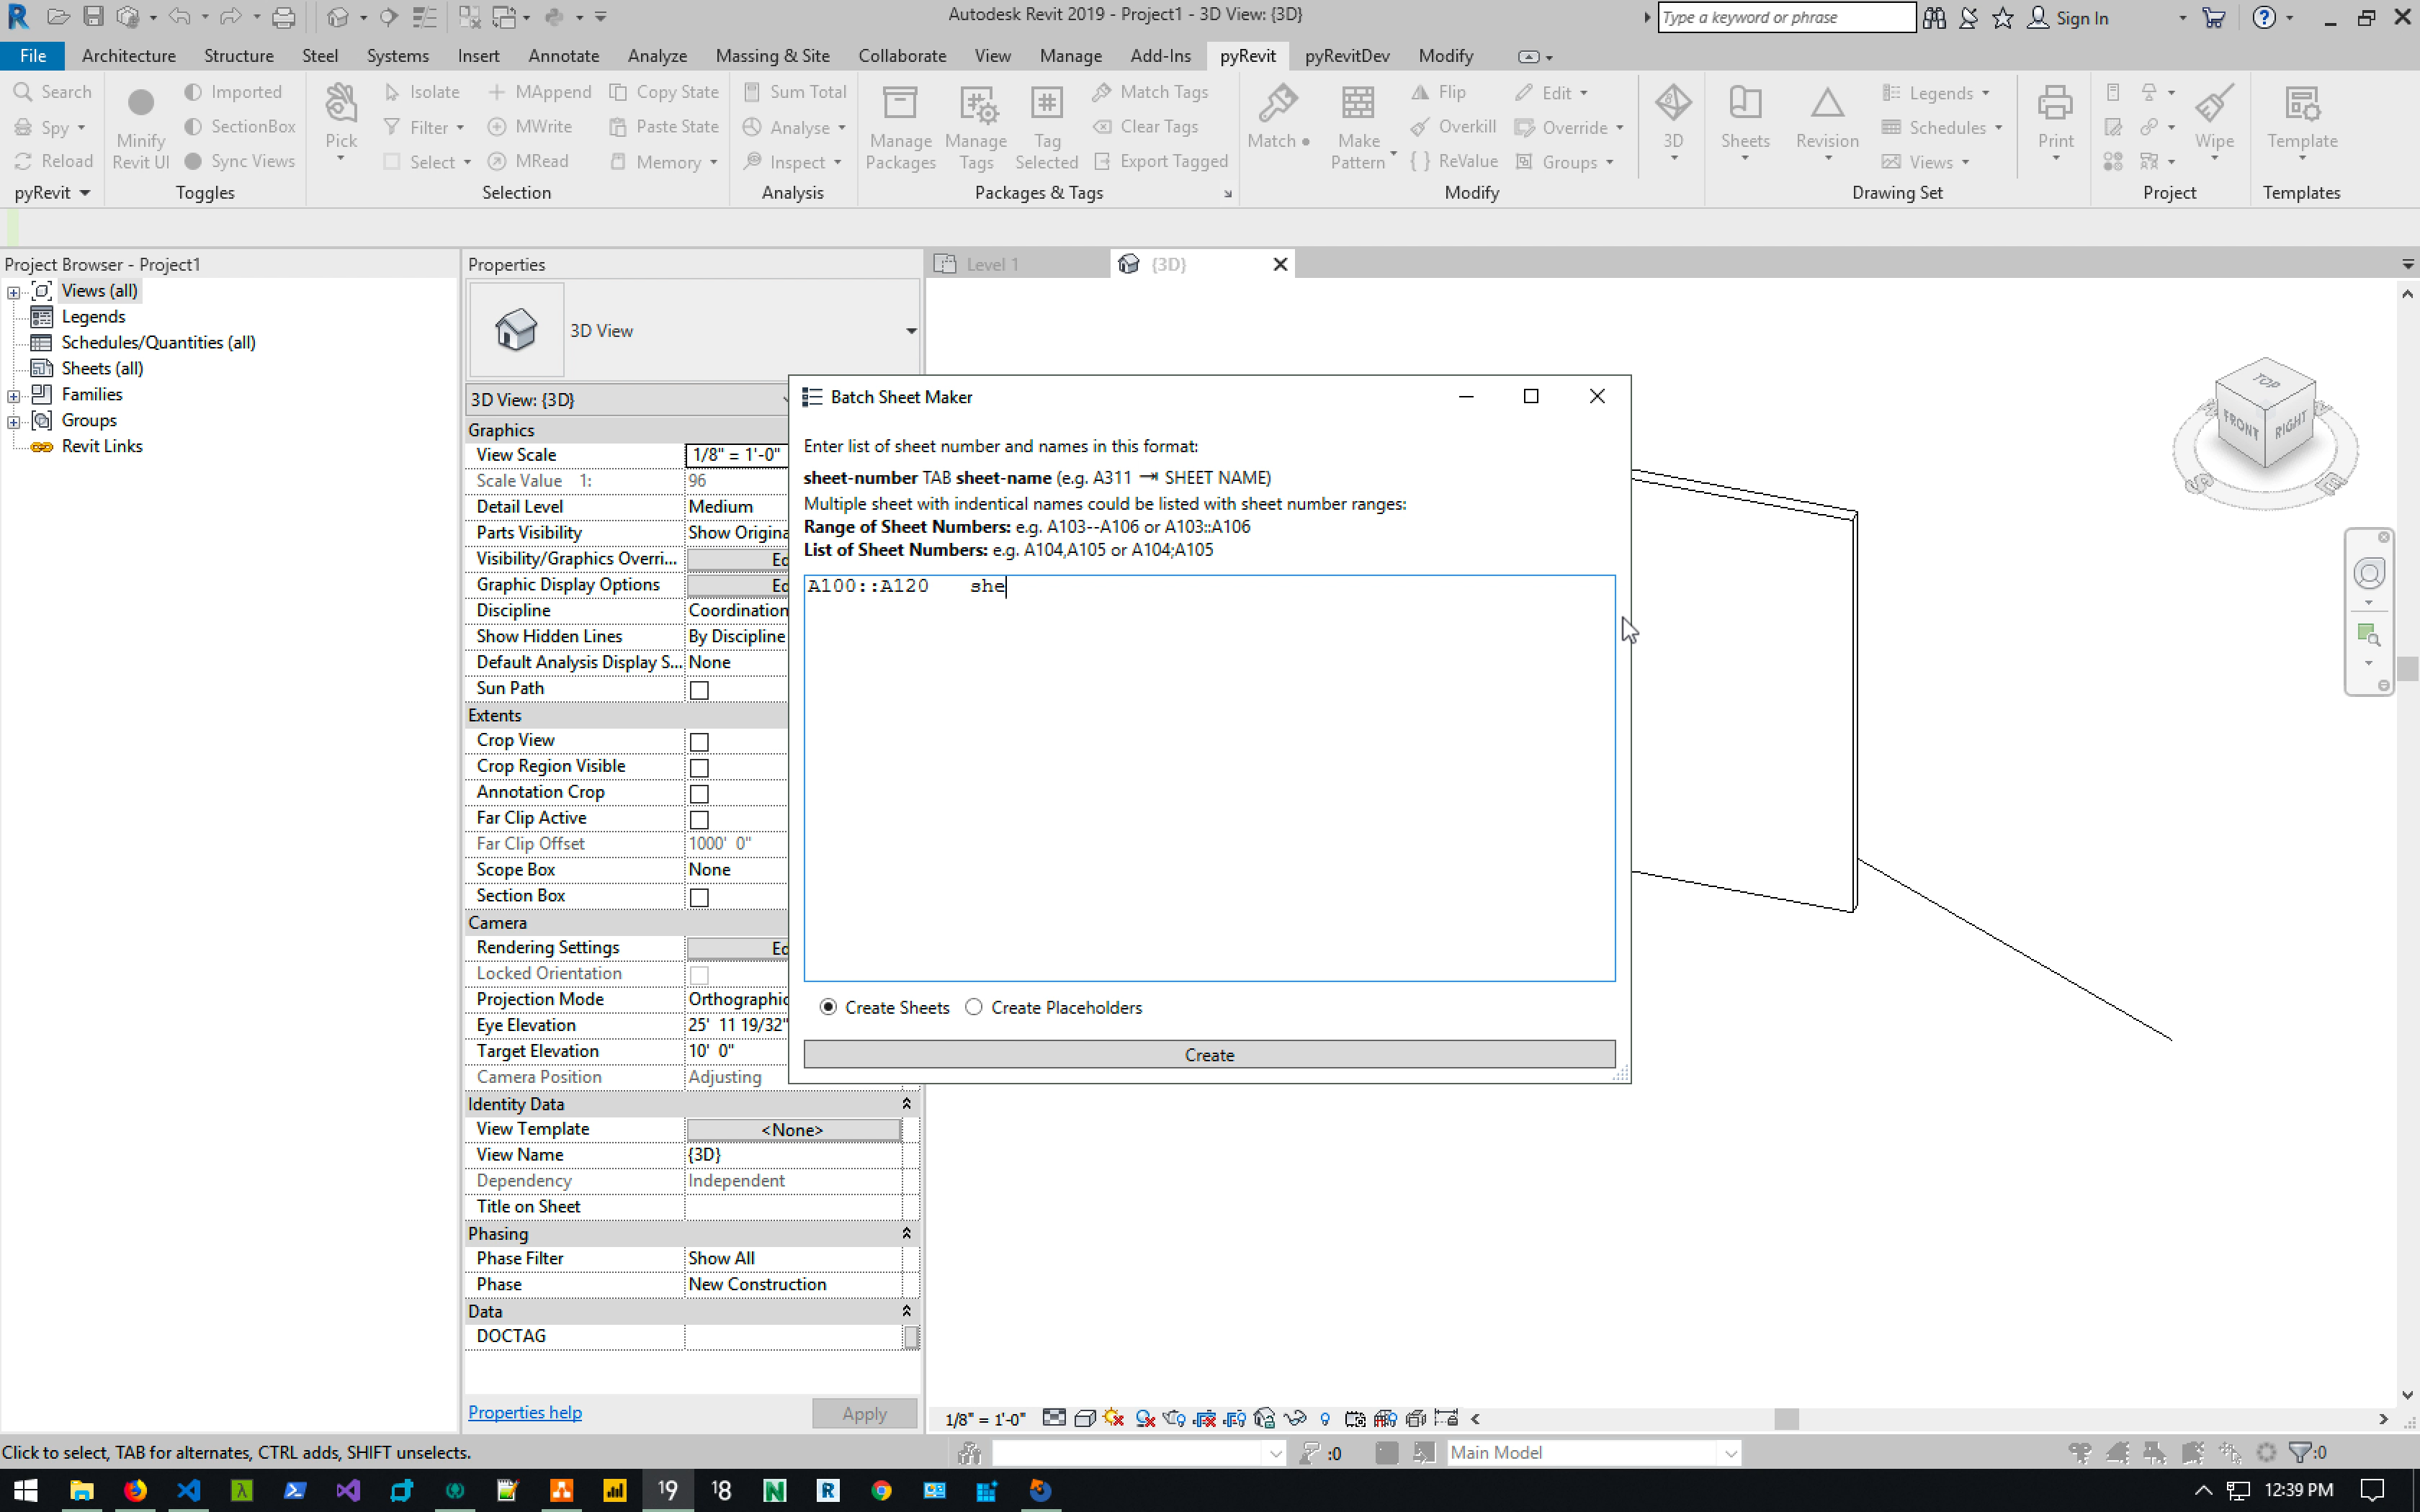 Autodesk Revit 2019 - Project1 - 3D View: {3D}
Type a keyword or phrase
Sign In
File Architecture Structure Steel Systems Insert Annotate Analyze Massing & Site Collaborate View Manage Add-Ins pyRevit pyRevitDev Modify
Search
Spy
Reload
pyRevit
Minify
Revit UI
Imported
SectionBox
Sync Views
Toggles
Pick
Isolate
Filter
Select
MAppend
MWrite
MRead
Copy State
Paste State
Memory
Selection
Sum Total
Analyse
Inspect
Analysis
Manage
Packages
Manage
Tags
Tag
Selected
Match Tags
Clear Tags
Export Tagged
Packages & Tags
Match
Make
Pattern
Flip
Overkill
{ } ReValue
Edit
Override
Groups
Modify
3D
Sheets
Revision
Legends
Schedules
Views
Drawing Set
Print
Wipe
Project
Template
Templates
Project Browser - Project1
Views (all)
Legends
Schedules/Quantities (all)
Sheets (all)
Families
Groups
Revit Links
Properties
3D View
3D View: {3D}
Graphics
View Scale 1/8" = 1'-0"
Scale Value 1: 96
Detail Level Medium
Parts Visibility Show Origina
Visibility/Graphics Overri... Ed
Graphic Display Options Ed
Discipline Coordination
Show Hidden Lines By Discipline
Default Analysis Display S... None
Sun Path
Extents
Crop View
Crop Region Visible
Annotation Crop
Far Clip Active
Far Clip Offset 1000' 0"
Scope Box None
Section Box
Camera
Rendering Settings Ed
Locked Orientation
Projection Mode Orthographic
Eye Elevation 25' 11 19/32"
Target Elevation 10' 0"
Camera Position Adjusting
Identity Data
View Template <None>
View Name {3D}
Dependency Independent
Title on Sheet
Phasing
Phase Filter Show All
Phase New Construction
Data
DOCTAG
Properties help
Apply
Level 1
{3D}
Batch Sheet Maker
Enter list of sheet number and names in this format:
sheet-number TAB sheet-name (e.g. A311 ⇥ SHEET NAME)
Multiple sheet with indentical names could be listed with sheet number ranges:
Range of Sheet Numbers: e.g. A103--A106 or A103::A106
List of Sheet Numbers: e.g. A104,A105 or A104;A105
A100::A120 she
Create Sheets Create Placeholders
Create
TOP
FRONT
RIGHT
1/8" = 1'-0"
Click to select, TAB for alternates, CTRL adds, SHIFT unselects.
:0
Main Model
:0
19
18
12:39 PM